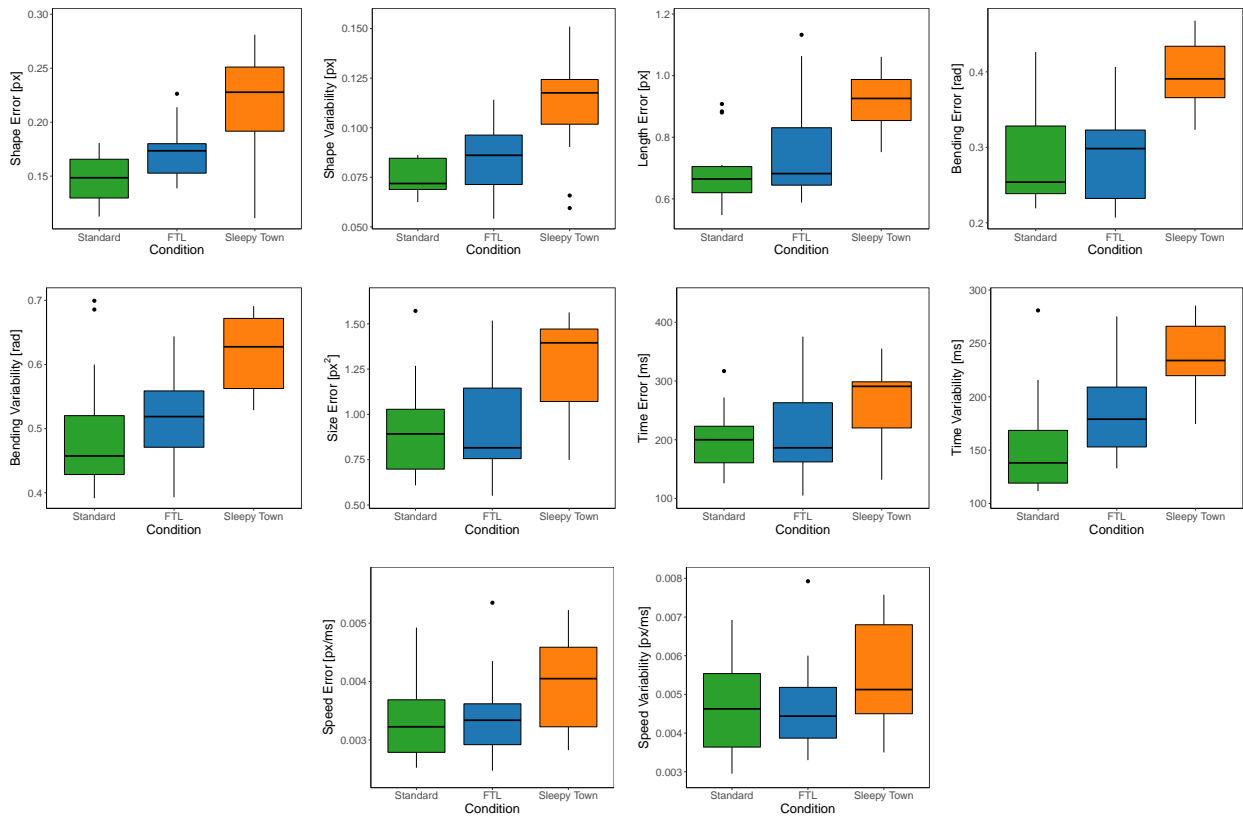 Shape Error [px]
0.30
0.25
0.20
0.15
Standard FTL Sleepy Town
Condition
Shape Variability [px]
0.150
0.125
0.100
0.075
0.050
Standard FTL Sleepy Town
Condition
Length Error [px]
1.2
1.0
0.8
0.6
Standard FTL Sleepy Town
Condition
Bending Error [rad]
0.4
0.3
0.2
Standard FTL Sleepy Town
Condition
Bending Variability [rad]
0.7
0.6
0.5
0.4
Standard FTL Sleepy Town
Condition
Size Error [px²]
1.50
1.25
1.00
0.75
0.50
Standard FTL Sleepy Town
Condition
Time Error [ms]
400
300
200
100
Standard FTL Sleepy Town
Condition
Time Variability [ms]
300
250
200
150
100
Standard FTL Sleepy Town
Condition
Speed Error [px/ms]
0.005
0.004
0.003
Standard FTL Sleepy Town
Condition
Speed Variability [px/ms]
0.008
0.007
0.006
0.005
0.004
0.003
Standard FTL Sleepy Town
Condition